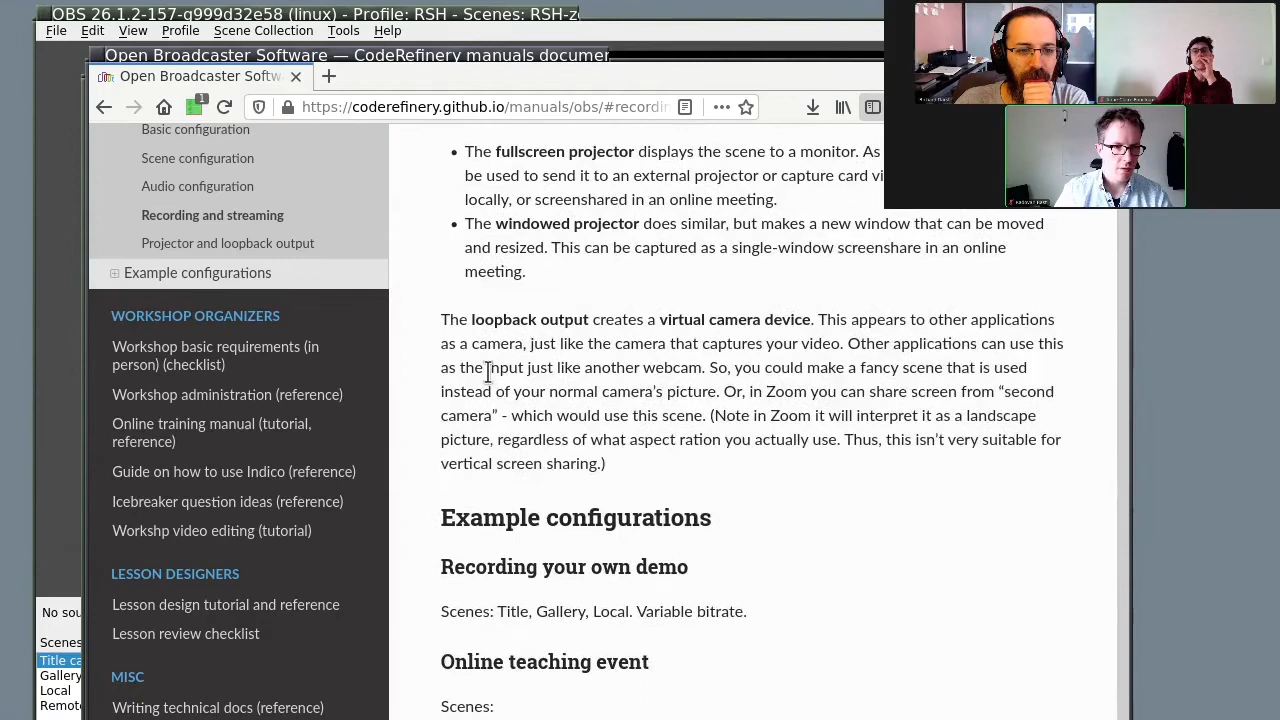 OBS 26.1.2-157-g999d32e58 (linux) - Profile: RSH - Scenes: RSH-z
File Edit View Profile Scene Collection Tools Help
Open Broadcaster Software — CodeRefinery manuals documen
Open Broadcaster Softw
1
https://coderefinery.github.io/manuals/obs/#recordin
Basic configuration
Scene configuration
Audio configuration
Recording and streaming
Projector and loopback output
Example configurations
WORKSHOP ORGANIZERS
Workshop basic requirements (in
person) (checklist)
Workshop administration (reference)
Online training manual (tutorial,
reference)
Guide on how to use Indico (reference)
Icebreaker question ideas (reference)
Workshp video editing (tutorial)
LESSON DESIGNERS
Lesson design tutorial and reference
Lesson review checklist
MISC
Writing technical docs (reference)
The fullscreen projector displays the scene to a monitor. As
be used to send it to an external projector or capture card vi
locally, or screenshared in an online meeting.
The windowed projector does similar, but makes a new window that can be moved
and resized. This can be captured as a single-window screenshare in an online
meeting.
The loopback output creates a virtual camera device. This appears to other applications
as a camera, just like the camera that captures your video. Other applications can use this
as the input just like another webcam. So, you could make a fancy scene that is used
instead of your normal camera's picture. Or, in Zoom you can share screen from “second
camera” - which would use this scene. (Note in Zoom it will interpret it as a landscape
picture, regardless of what aspect ration you actually use. Thus, this isn't very suitable for
vertical screen sharing.)
Example configurations
Recording your own demo
Scenes: Title, Gallery, Local. Variable bitrate.
Online teaching event
Scenes:
No sou
Scenes
Title ca
Gallery
Local
Remot